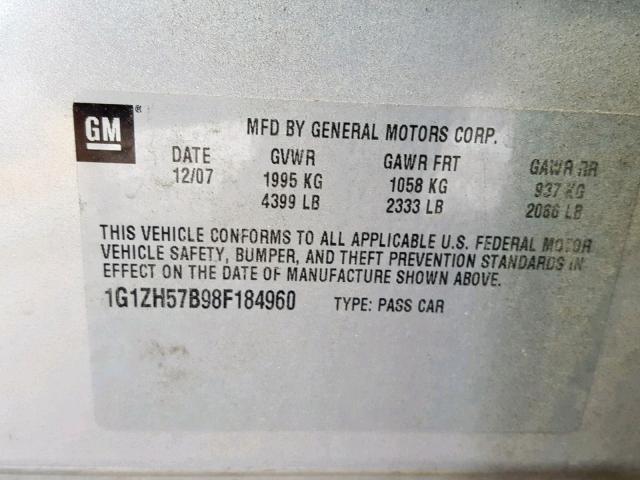 GM®
MFD BY GENERAL MOTORS CORP.
DATE GVWR GAWR FRT GAWR RR
12/07 1995 KG 1058 KG 937 KG
4399 LB 2333 LB 2066 LB
THIS VEHICLE CONFORMS TO ALL APPLICABLE U.S. FEDERAL MOTOR
VEHICLE SAFETY, BUMPER, AND THEFT PREVENTION STANDARDS IN
EFFECT ON THE DATE OF MANUFACTURE SHOWN ABOVE.
1G1ZH57B98F184960 TYPE: PASS CAR